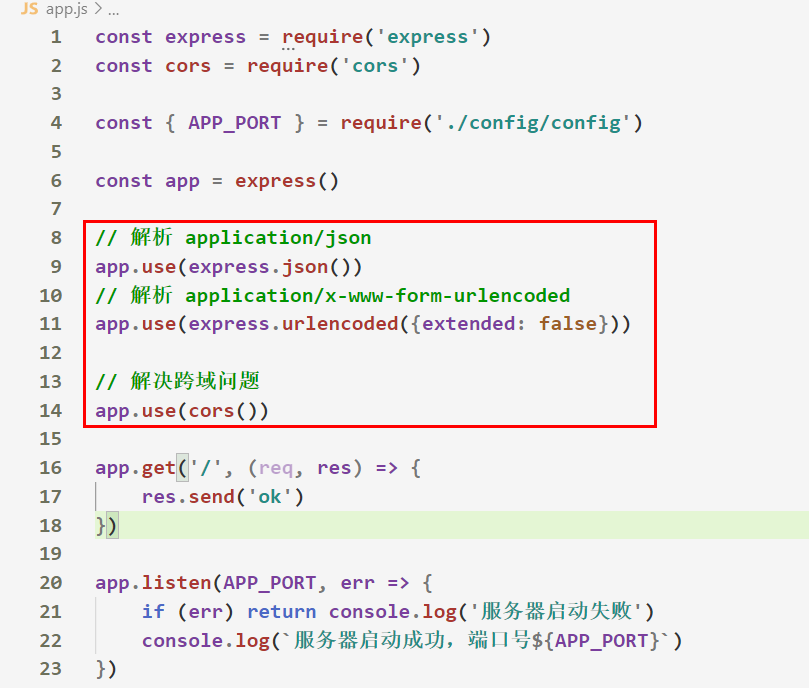 JS app.js > ...
1 const express = require('express')
2 const cors = require('cors')
3
4 const { APP_PORT } = require('./config/config')
5
6 const app = express()
7
8 // 解析 application/json
9 app.use(express.json())
10 // 解析 application/x-www-form-urlencoded
11 app.use(express.urlencoded({extended: false}))
12
13 // 解决跨域问题
14 app.use(cors())
15
16 app.get('/', (req, res) => {
17     res.send('ok')
18 })
19
20 app.listen(APP_PORT, err => {
21     if (err) return console.log('服务器启动失败')
22     console.log(`服务器启动成功，端口号${APP_PORT}`)
23 })